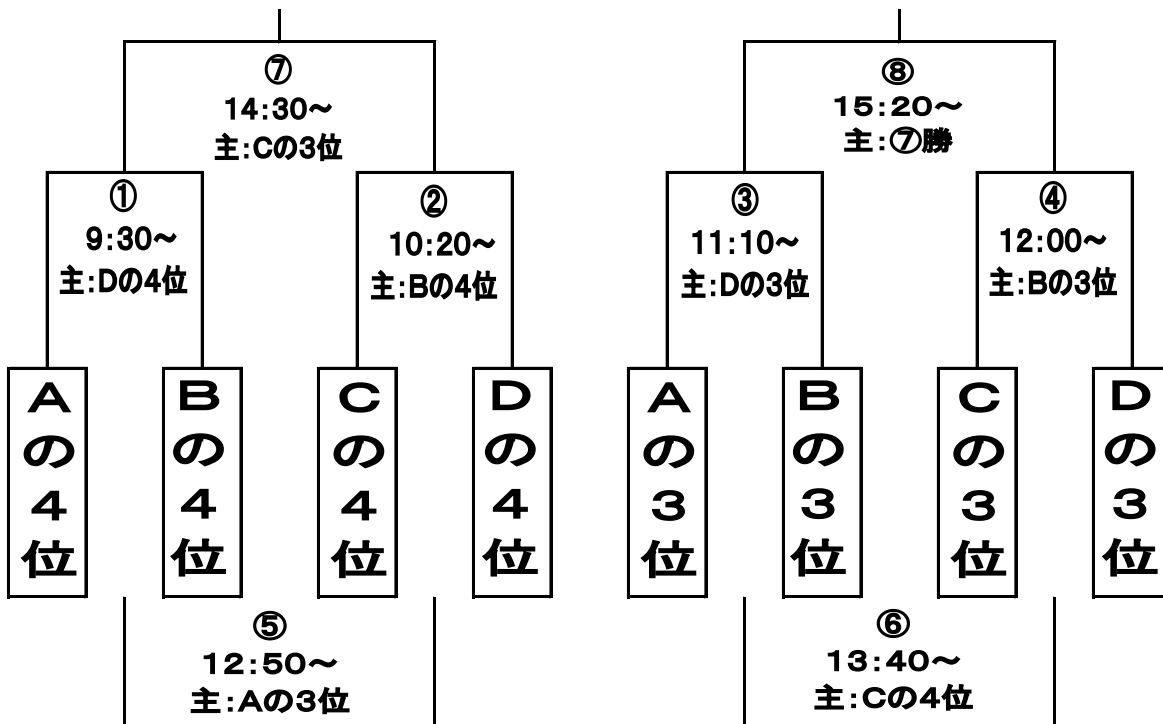 ⑦
14:30～
主:Cの3位
⑧
15:20～
主:⑦勝
①
9:30～
主:Dの4位
②
10:20～
主:Bの4位
③
11:10～
主:Dの3位
④
12:00～
主:Bの3位
Aの4位
Bの4位
Cの4位
Dの4位
Aの3位
Bの3位
Cの3位
Dの3位
⑤
12:50～
主:Aの3位
⑥
13:40～
主:Cの4位